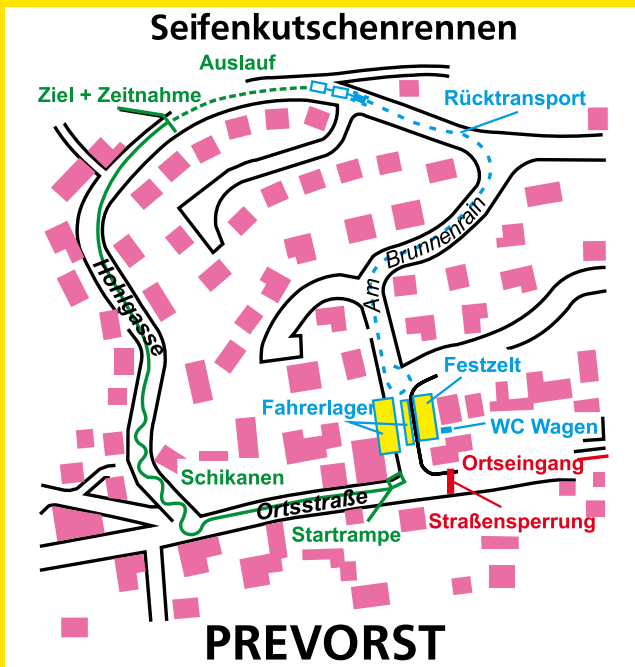 Seifenkutschenrennen
Auslauf
Ziel + Zeitnahme
Rücktransport
Am Brunnenrain
Hohlgasse
Festzelt
Fahrerlager
WC Wagen
Ortseingang
Schikanen
Ortsstraße
Straßensperrung
Startrampe
PREVORST